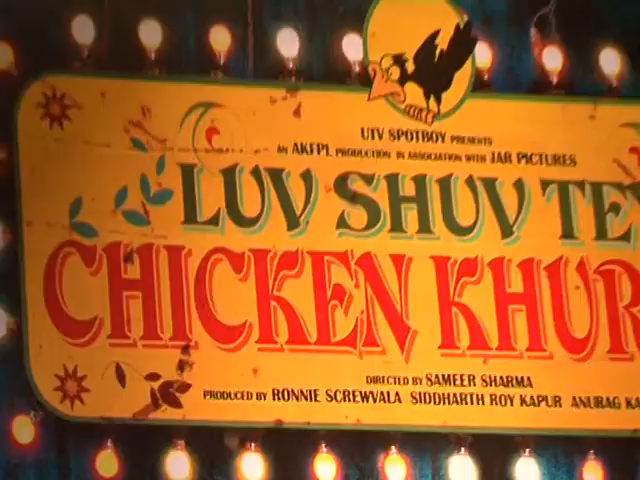 UTV SPOTBOY PRESENTS
AN AKFPL PRODUCTION IN ASSOCIATION WITH JAR PICTURES
LUV SHUV TE
CHICKEN KHUR
DIRECTED BY SAMEER SHARMA
PRODUCED BY RONNIE SCREWVALA SIDDHARTH ROY KAPUR ANURAG KA